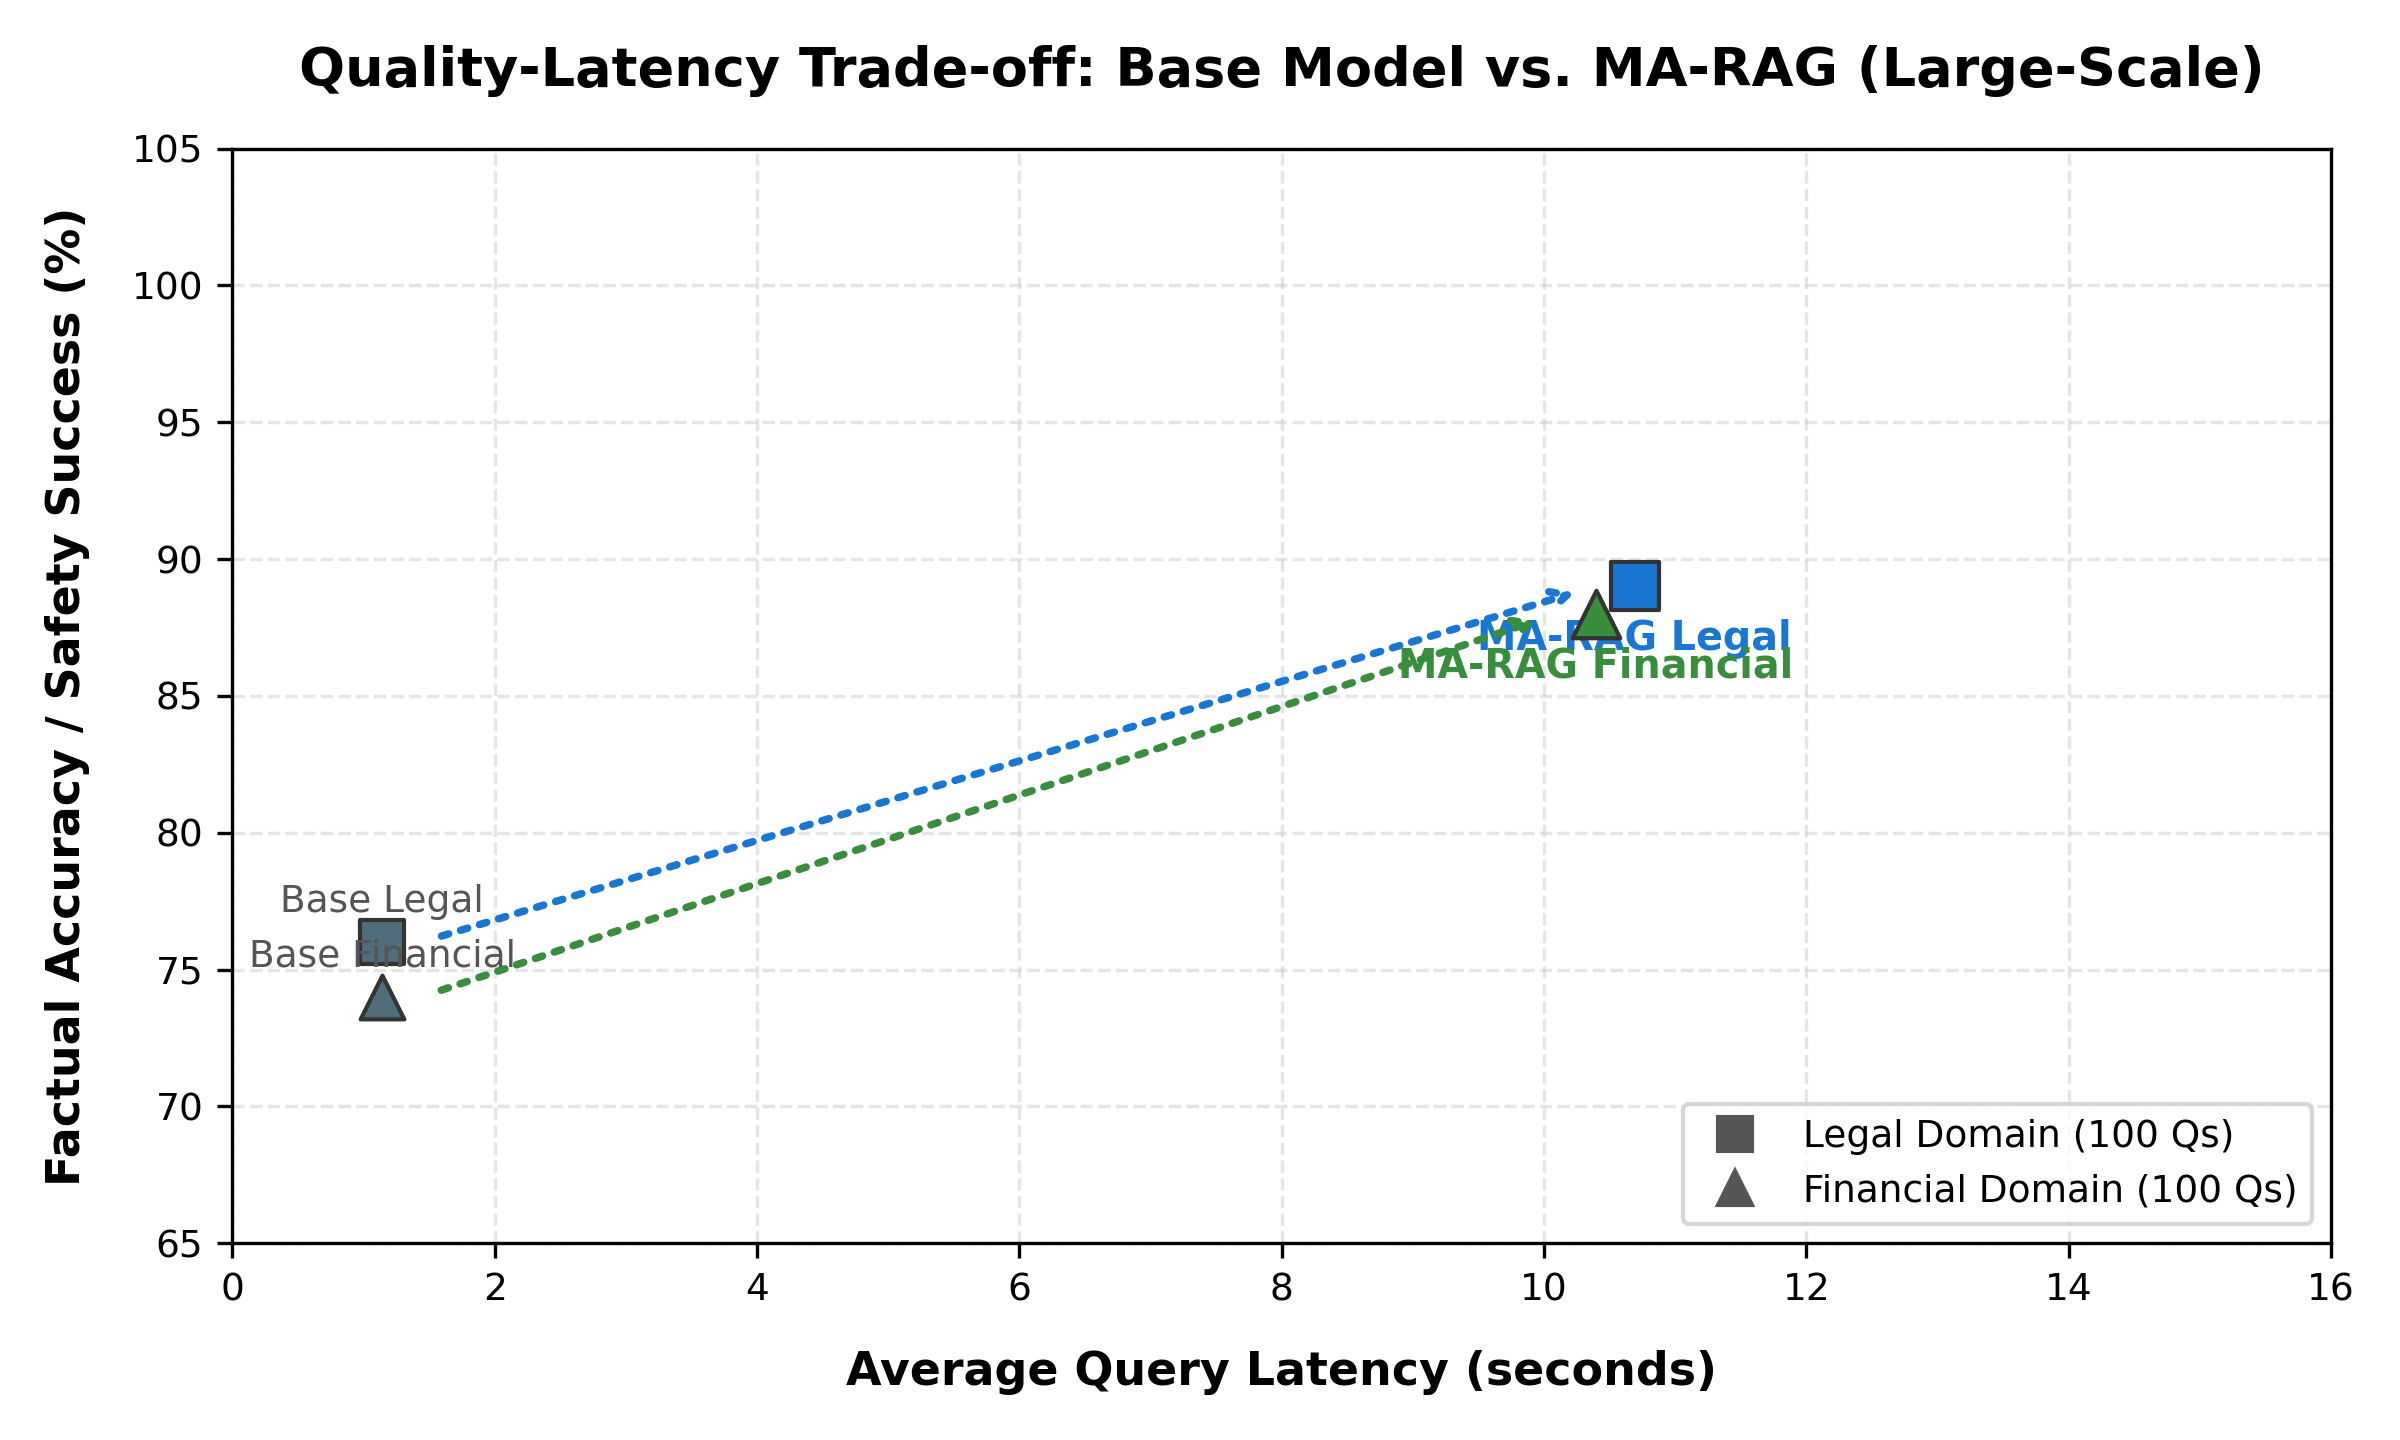 Quality-Latency Trade-off: Base Model vs. MA-RAG (Large-Scale)
Factual Accuracy / Safety Success (%)
105
100
95
90
85
80
75
70
65
MA-RAG Legal
MA-RAG Financial
Base Legal
Base Financial
Legal Domain (100 Qs)
Financial Domain (100 Qs)
0 2 4 6 8 10 12 14 16
Average Query Latency (seconds)